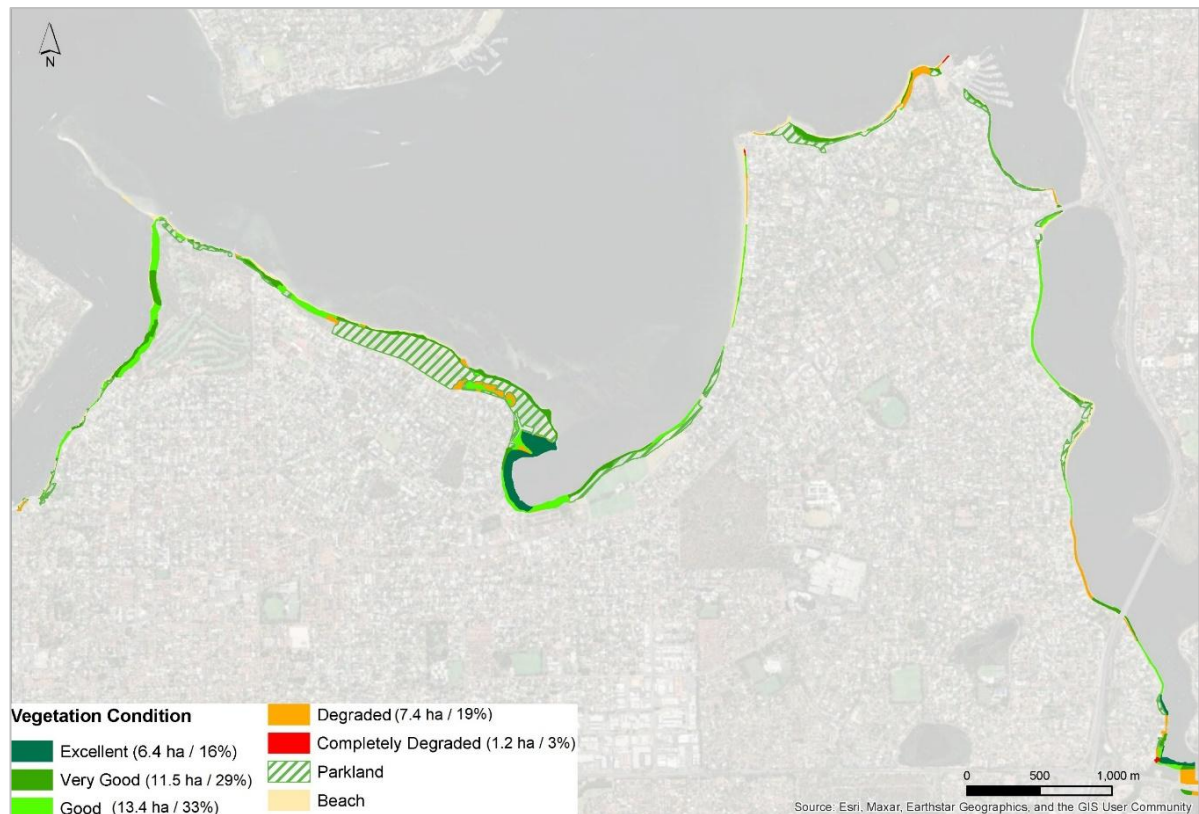 N
Vegetation Condition
Excellent (6.4 ha / 16%)
Very Good (11.5 ha / 29%)
Good (13.4 ha / 33%)
Degraded (7.4 ha / 19%)
Completely Degraded (1.2 ha / 3%)
Parkland
Beach
0 500 1,000 m
Source: Esri, Maxar, Earthstar Geographics, and the GIS User Community